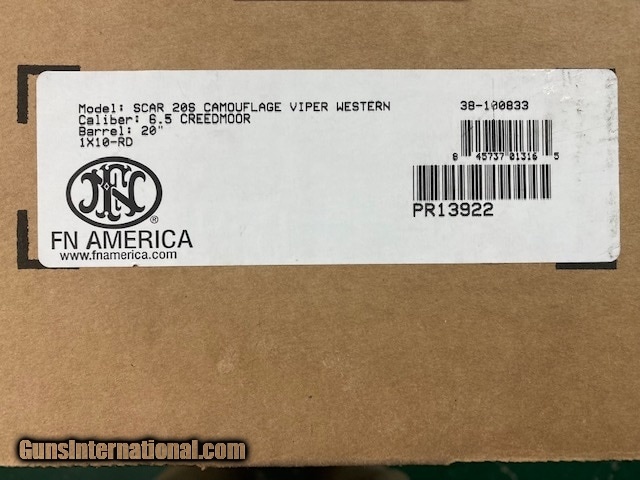 Model: SCAR 20S CAMOUFLAGE VIPER WESTERN
Caliber: 6.5 CREEDMOOR
Barrel: 20"
1X10-RD
38-100833
8 45737 01316 5
PR13922
FN
®
FN AMERICA
www.fnamerica.com
GunsInternational.com